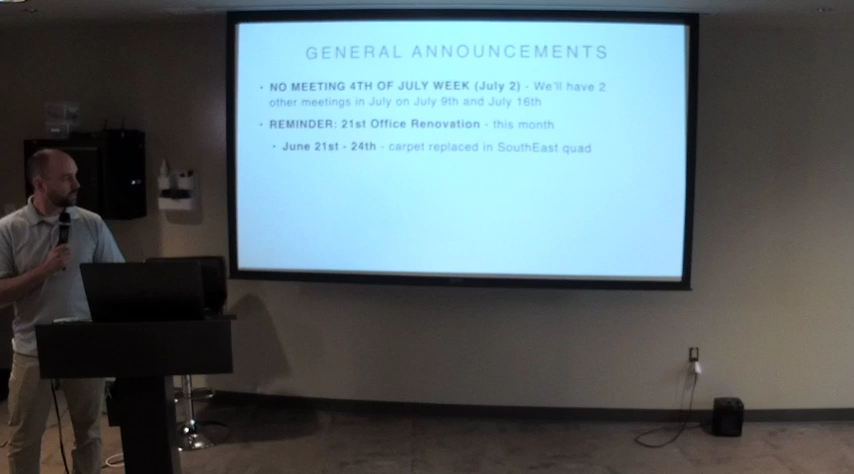 GENERAL ANNOUNCEMENTS
• NO MEETING 4TH OF JULY WEEK (July 2) - We'll have 2
other meetings in July on July 9th and July 16th
• REMINDER: 21st Office Renovation - this month
• June 21st - 24th - carpet replaced in SouthEast quad